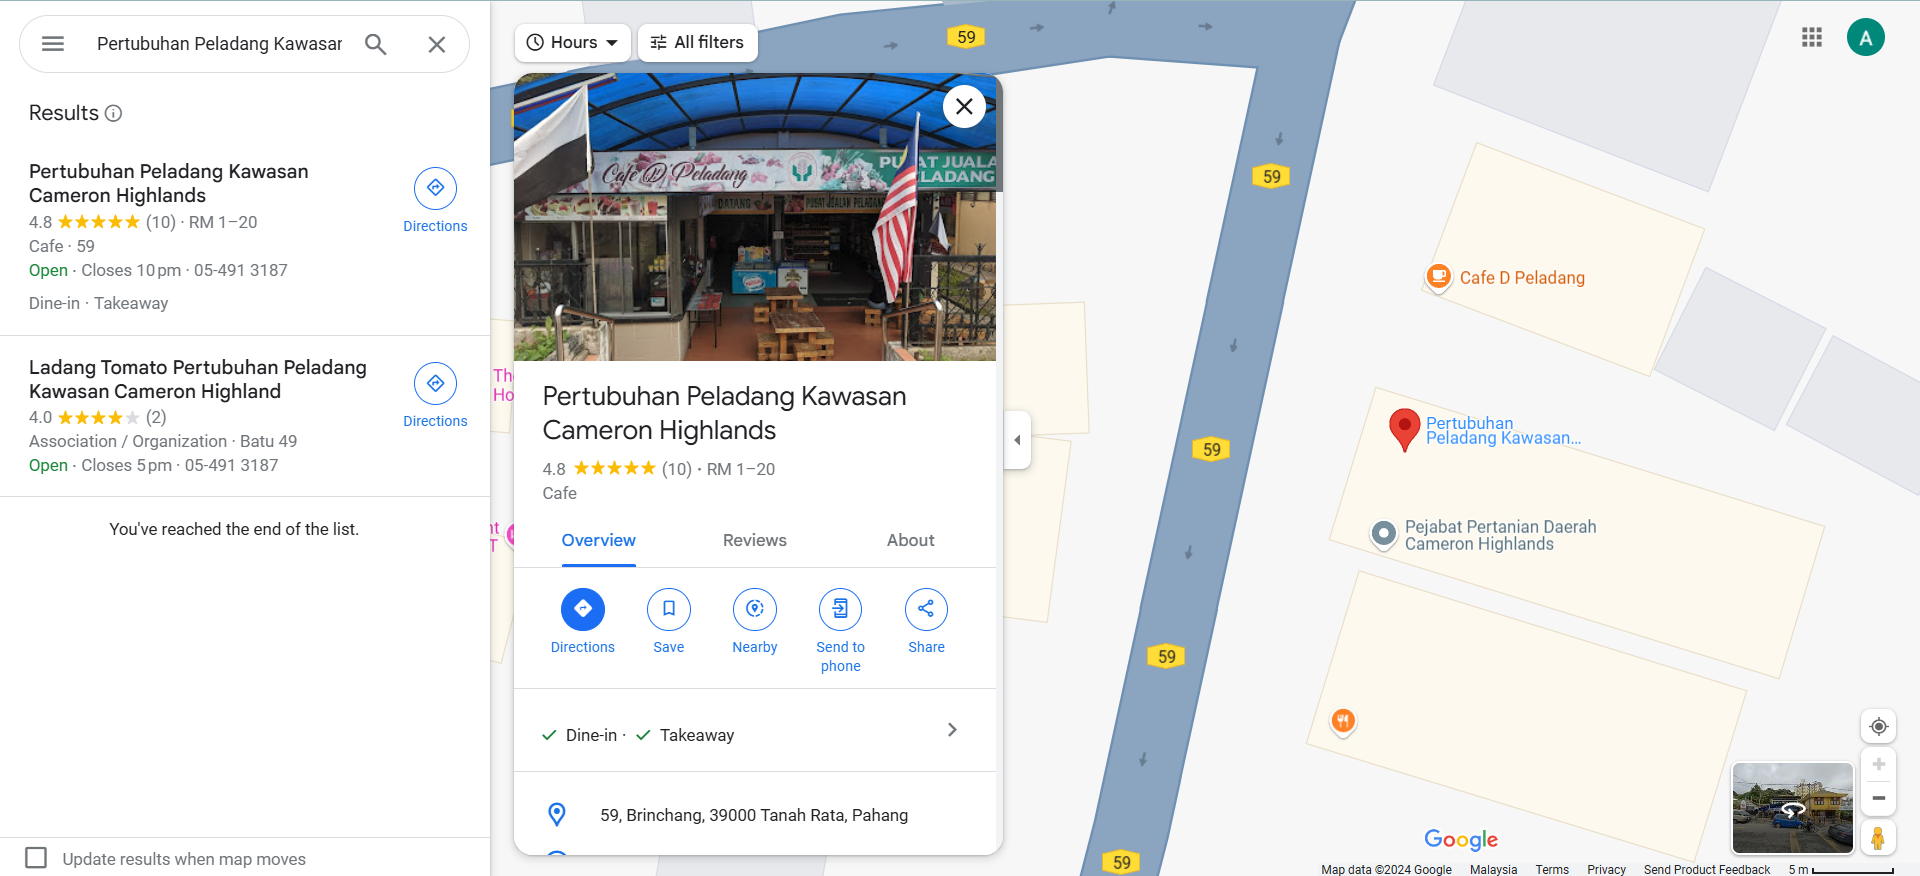 Pertubuhan Peladang Kawasar
Hours
All filters
Results
Pertubuhan Peladang Kawasan
Cameron Highlands
4.8 ★★★★★ (10) · RM 1–20
Cafe · 59
Open · Closes 10 pm · 05-491 3187
Dine-in · Takeaway
Directions
Ladang Tomato Pertubuhan Peladang
Kawasan Cameron Highland
4.0 ★★★★★ (2)
Association / Organization · Batu 49
Open · Closes 5 pm · 05-491 3187
Directions
You've reached the end of the list.
Update results when map moves
Cafe D' Peladang
DATANG
PUSAT JUALAN PELADANG
Pertubuhan Peladang Kawasan
Cameron Highlands
4.8 ★★★★★ (10) · RM 1–20
Cafe
Overview
Reviews
About
Directions
Save
Nearby
Send to
phone
Share
Dine-in · Takeaway
59, Brinchang, 39000 Tanah Rata, Pahang
59
59
59
59
59
A
Cafe D Peladang
Pertubuhan
Peladang Kawasan...
Pejabat Pertanian Daerah
Cameron Highlands
Google
Map data ©2024 Google
Malaysia
Terms
Privacy
Send Product Feedback
5 m